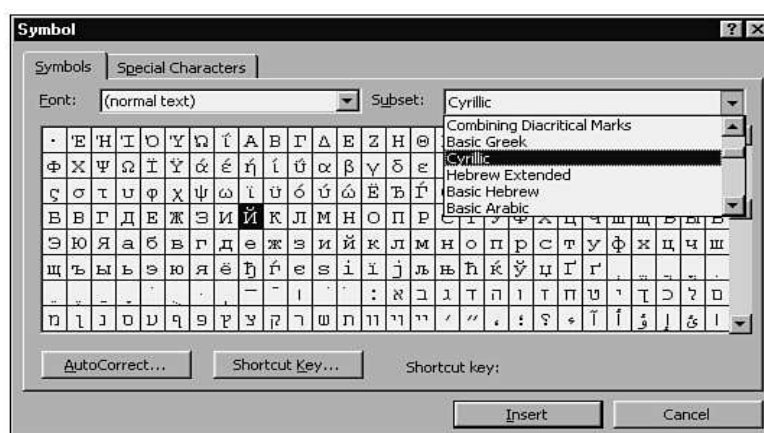 Symbol
Symbols Special Characters
Font: (normal text) Subset: Cyrillic
Combining Diacritical Marks
Basic Greek
Cyrillic
Hebrew Extended
Basic Hebrew
Basic Arabic
· Έ Ή Ί Ό Ύ Ώ ΐ Α Β Γ Δ Ε Ζ Η Θ
Φ Χ Ψ Ω Ϊ Ϋ ά έ ή ί ΰ α β γ δ ε
ς σ τ υ φ χ ψ ω ϊ ϋ ό ύ ώ Ё Ђ Ѓ
Б В Г Д Е Ж З И Й К Л М Н О П Р С Т У Ф Х Ц Ч Ш Щ Ъ Ы Ь
Э Ю Я а б в г д е ж з и й к л м н о п р с т у ф х ц ч ш
щ ъ ы ь э ю я ё ђ ѓ є ѕ і ї ј љ њ ћ ќ ў џ Ґ ґ
: א ב ג ד ה ו ז ח ט י ך כ ל ם
מ ן נ ס ע ף פ ץ צ ק ר ש ת װ ױ ײ ׳ ״ ، ؛ ؟ ء آ أ ؤ إ ئ ا
AutoCorrect... Shortcut Key... Shortcut key:
Insert Cancel